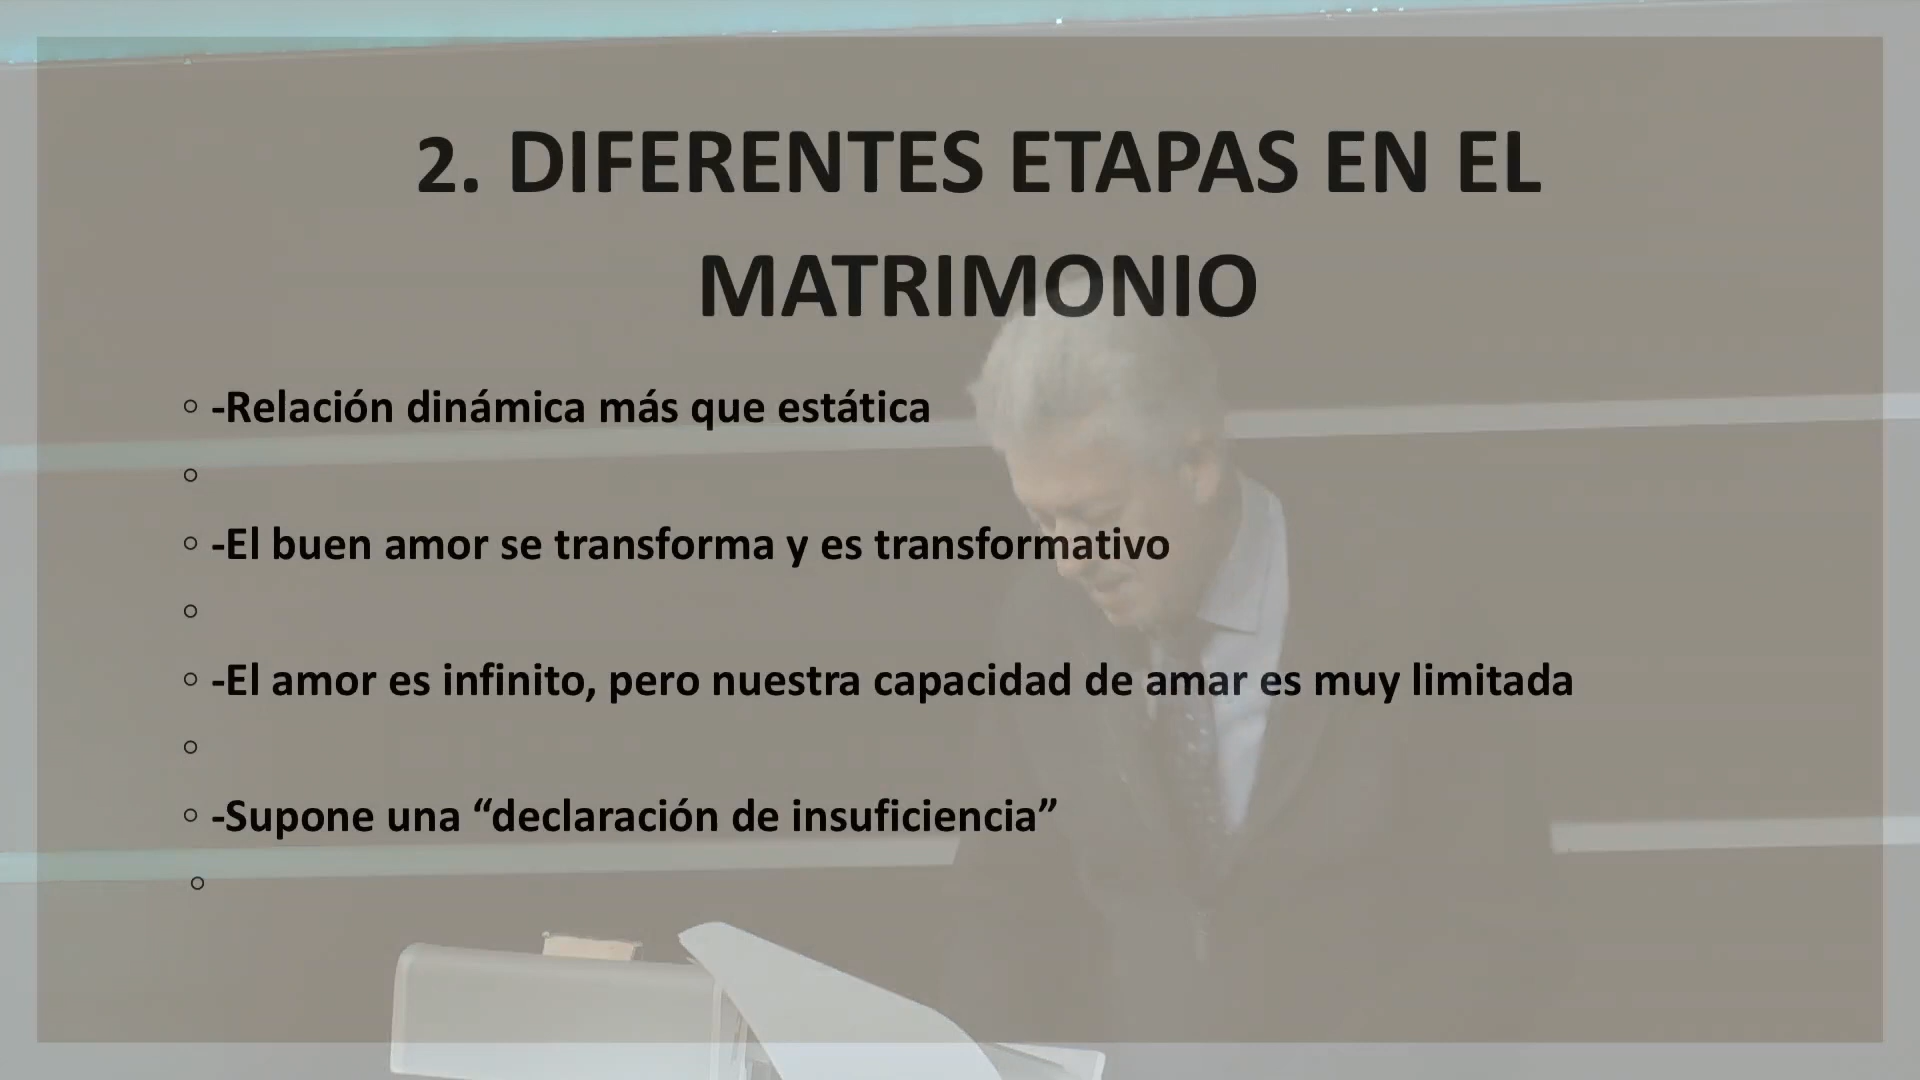 2. DIFERENTES ETAPAS EN EL
MATRIMONIO
-Relación dinámica más que estática
-El buen amor se transforma y es transformativo
-El amor es infinito, pero nuestra capacidad de amar es muy limitada
-Supone una “declaración de insuficiencia”